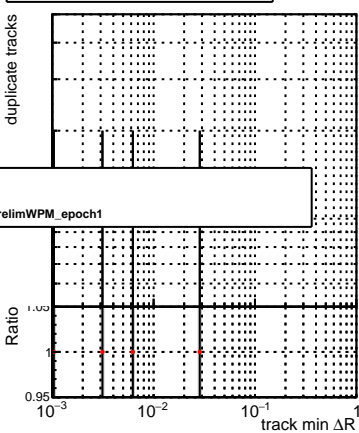 duplicate tracks
relimWPM_epoch1
1.05
Ratio
1
0.95
10−3 10−2 10−1 1
track min ΔR